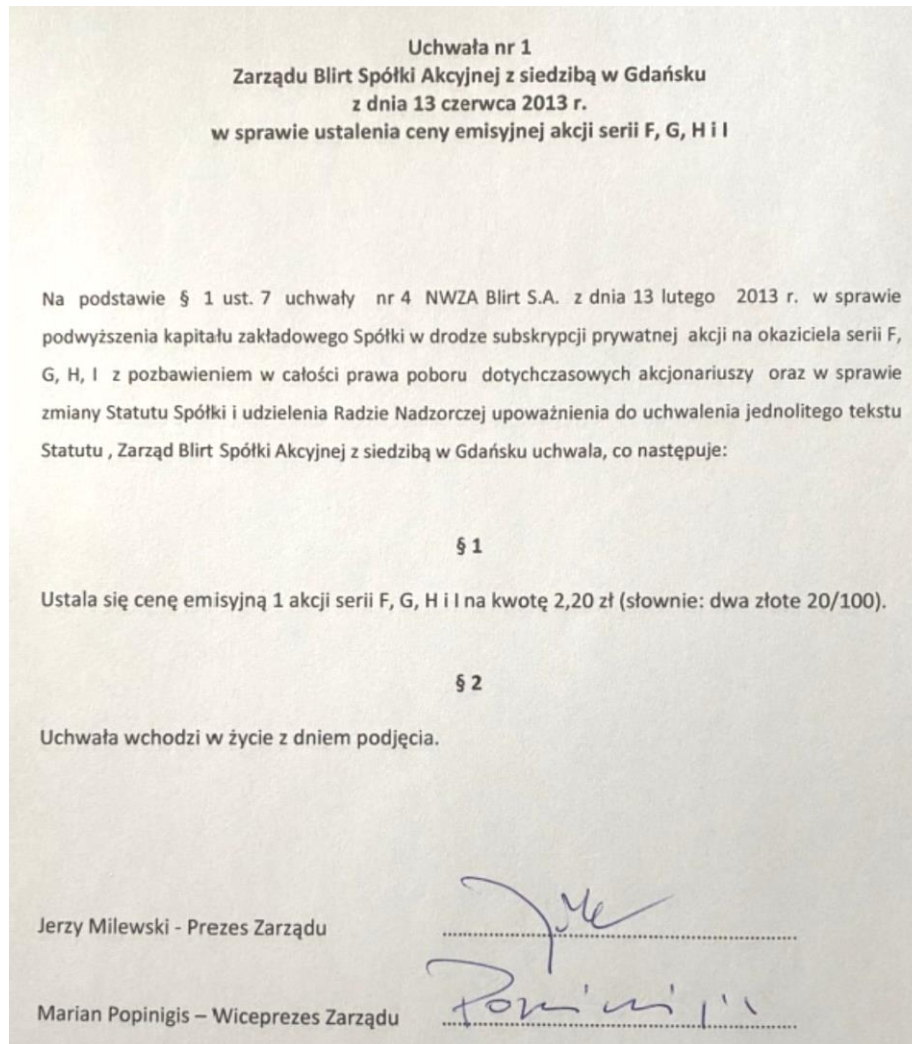 Uchwała nr 1
Zarządu Blirt Spółki Akcyjnej z siedzibą w Gdańsku
z dnia 13 czerwca 2013 r.
w sprawie ustalenia ceny emisyjnej akcji serii F, G, H i I
Na podstawie § 1 ust. 7 uchwały nr 4 NWZA Blirt S.A. z dnia 13 lutego 2013 r. w sprawie
podwyższenia kapitału zakładowego Spółki w drodze subskrypcji prywatnej akcji na okaziciela serii F,
G, H, I z pozbawieniem w całości prawa poboru dotychczasowych akcjonariuszy oraz w sprawie
zmiany Statutu Spółki i udzielenia Radzie Nadzorczej upoważnienia do uchwalenia jednolitego tekstu
Statutu , Zarząd Blirt Spółki Akcyjnej z siedzibą w Gdańsku uchwala, co następuje:
§ 1
Ustala się cenę emisyjną 1 akcji serii F, G, H i I na kwotę 2,20 zł (słownie: dwa złote 20/100).
§ 2
Uchwała wchodzi w życie z dniem podjęcia.
Jerzy Milewski - Prezes Zarządu
Marian Popinigis – Wiceprezes Zarządu Popinigis